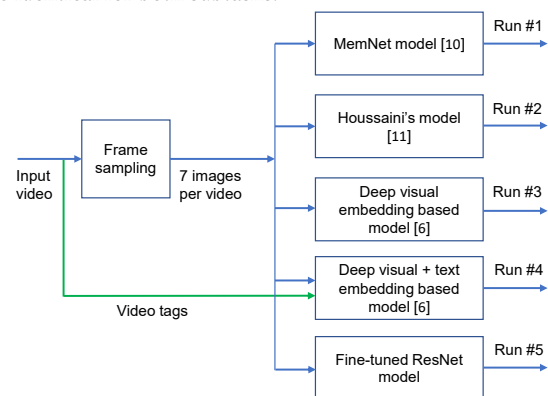 Run #1
MemNet model [10]
Run #2
Houssaini's model
[11]
Frame
sampling
Input
video
7 images
per video
Run #3
Deep visual
embedding based
model [6]
Run #4
Deep visual + text
embedding based
model [6]
Video tags
Run #5
Fine-tuned ResNet
model